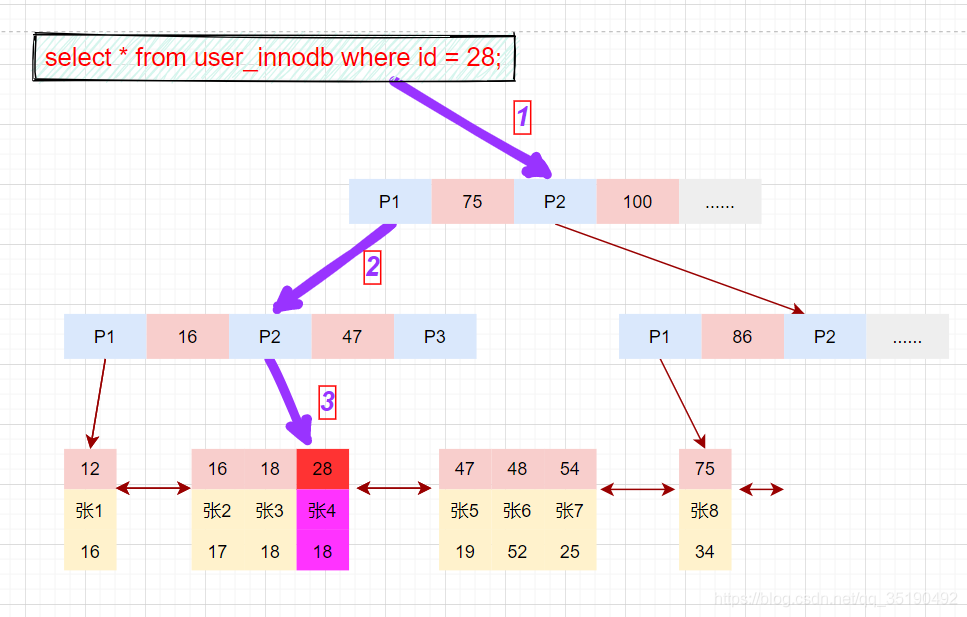 select * from user_innodb where id = 28;
1
P1 75 P2 100 ......
2
P1 16 P2 47 P3
P1 86 P2 ......
3
12
张1
16
16 18 28
张2 张3 张4
17 18 18
47 48 54
张5 张6 张7
19 52 25
75
张8
34
https://blog.csdn.net/qq_35190492